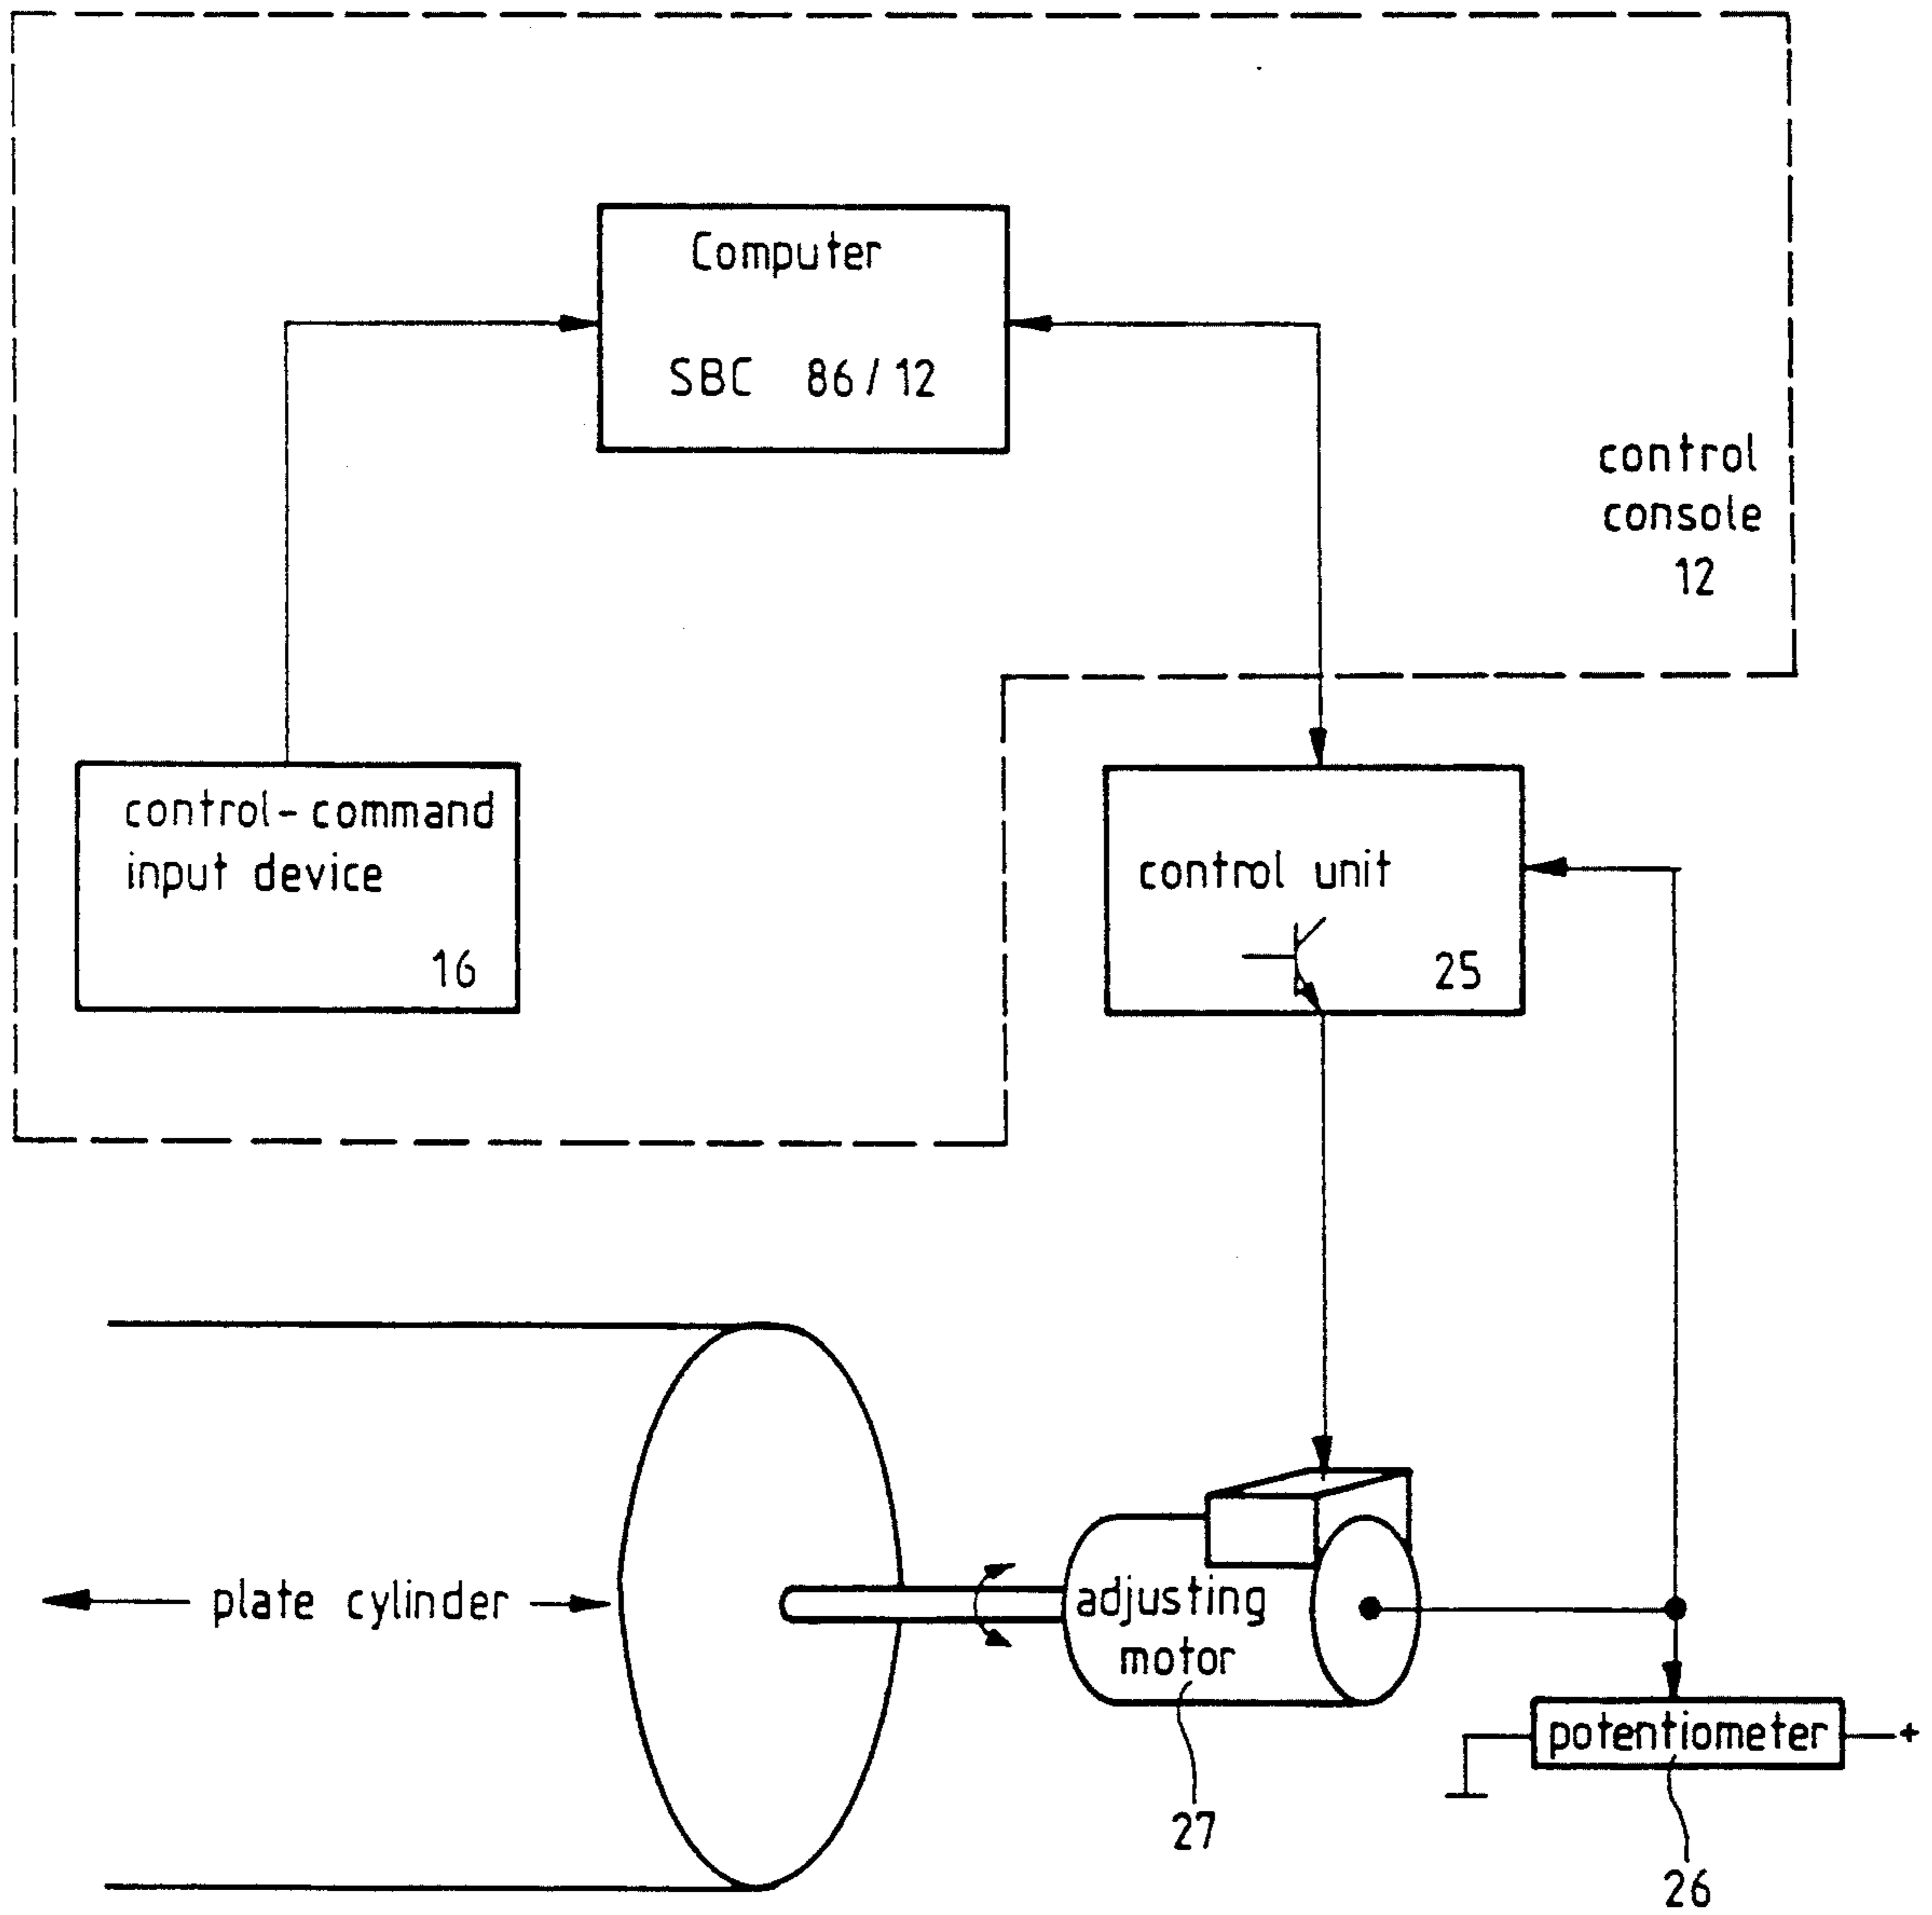 Computer
SBC 86/12
control
console
12
control-command
input device
16
control unit
25
plate cylinder
adjusting
motor
27
potentiometer
+
26